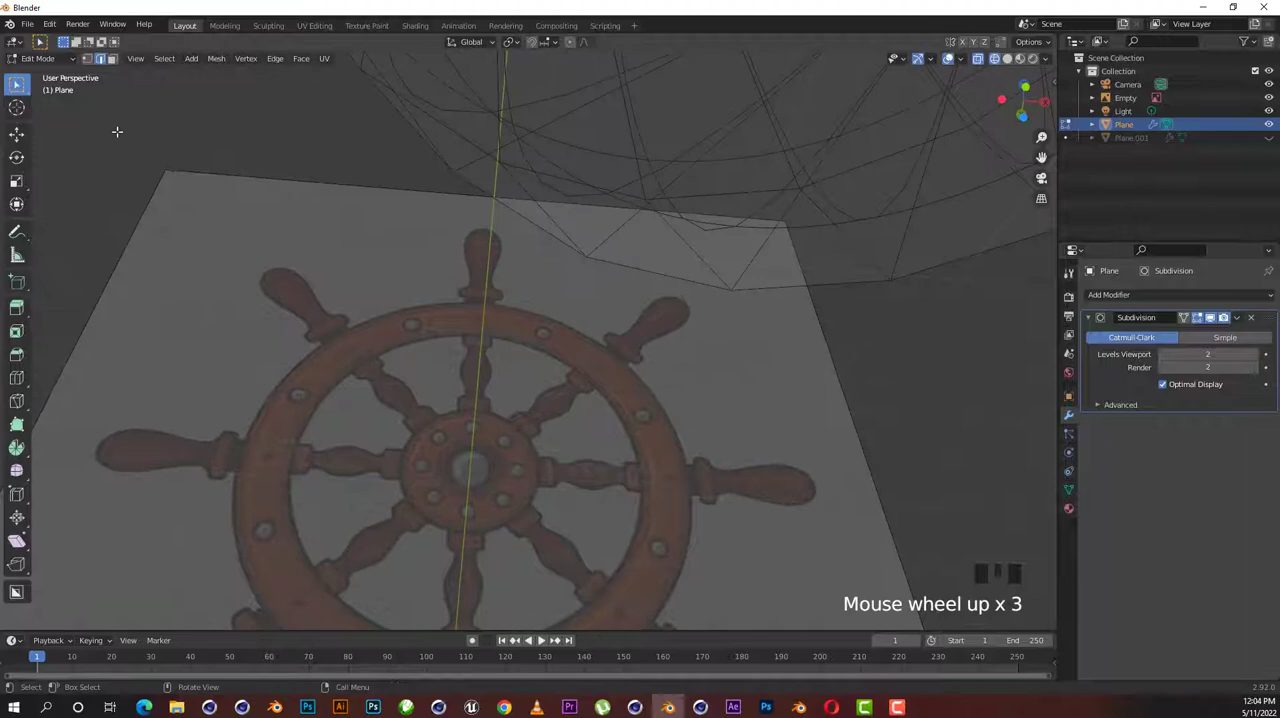 Blender
File Edit Render Window Help Layout Modeling Sculpting UV Editing Texture Paint Shading Animation Rendering Compositing Scripting + Scene View Layer
Global X Y Z Options
Edit Mode View Select Add Mesh Vertex Edge Face UV
User Perspective
(1) Plane
Scene Collection
Collection
Camera
Empty
Light
Plane
Plane.001
Plane Subdivision
Add Modifier
Subdivision
Catmull-Clark Simple
Levels Viewport 2
Render 2
Optimal Display
Advanced
Mouse wheel up x 3
Playback Keying View Marker 1 Start 1 End 250
1 10 20 30 40 50 60 70 80 90 100 110 120 130 140 150 160 170 180 190 200 210 220 230 240 250
Select Box Select Rotate View Call Menu 2.92.0
12:04 PM
5/11/2022